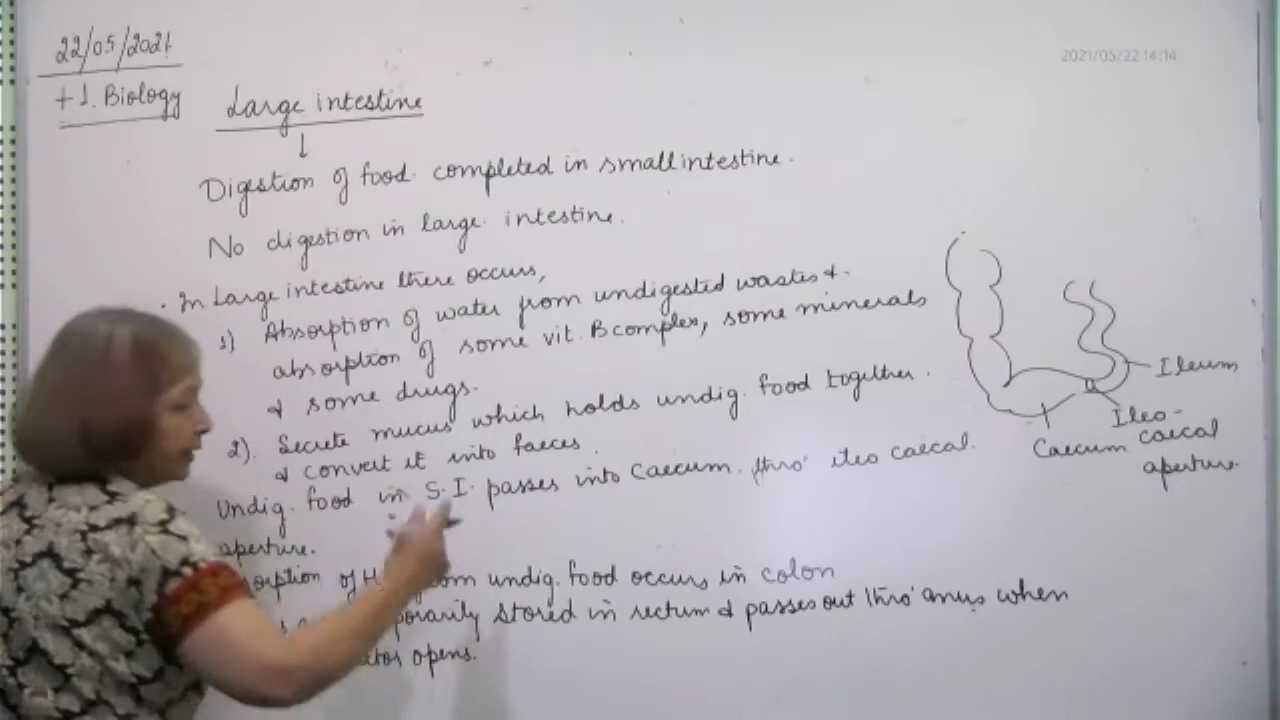 22/05/2021
2021/05/22 14:14
+1. Biology
Large intestine
↓
Digestion of food completed in small intestine.
No digestion in large intestine.
. In Large intestine there occurs,
1) Absorption of water from undigested wastes &
absorption of some vit. B complex, some minerals
& some drugs.
2). Secrete mucus which holds undig. food together.
& convert it into faeces.
Undig. food in S.I. passes into Caecum. thro' ileo caecal
aperture.
of undig. food occurs in colon
stored in rectum & passes out thro' anus when
opens.
Ileum
Ileo-
caecal
aperture.
Caecum